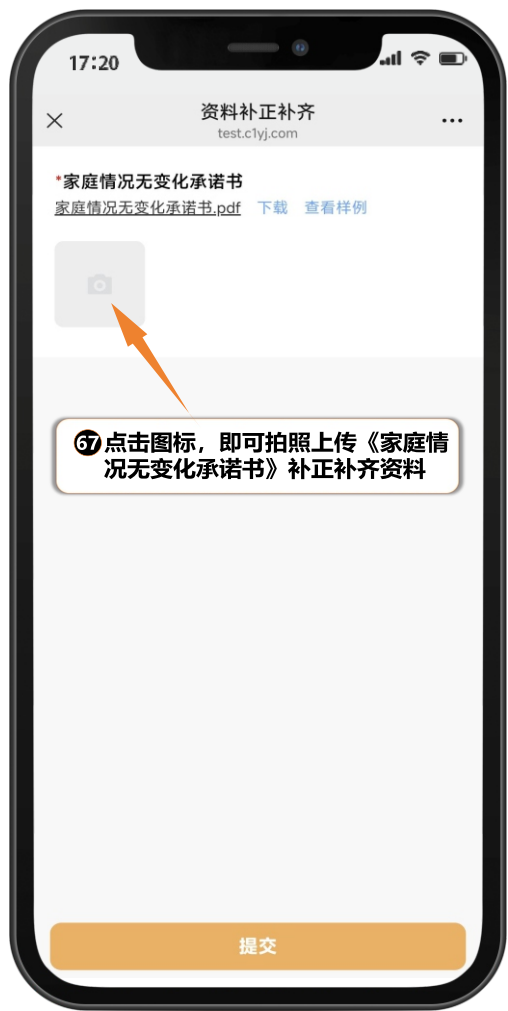 17:20
资料补正补齐
test.c1yj.com
*家庭情况无变化承诺书
家庭情况无变化承诺书.pdf 下载 查看样例
67 点击图标，即可拍照上传《家庭情
况无变化承诺书》补正补齐资料
提交